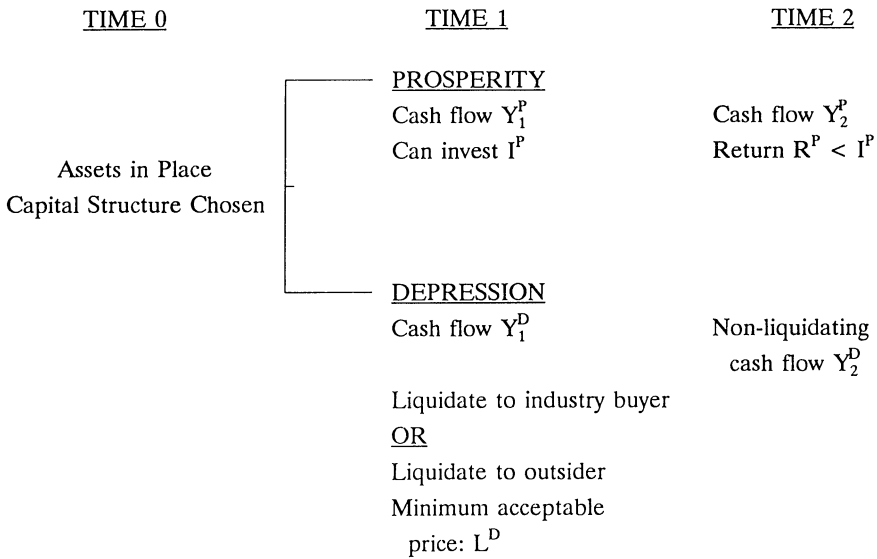 TIME 0
TIME 1
TIME 2
Assets in Place
Capital Structure Chosen
PROSPERITY
Cash flow Y₁ᴾ
Can invest Iᴾ
Cash flow Y₂ᴾ
Return Rᴾ < Iᴾ
DEPRESSION
Cash flow Y₁ᴰ
Liquidate to industry buyer
OR
Liquidate to outsider
Minimum acceptable
price: Lᴰ
Non-liquidating
cash flow Y₂ᴰ